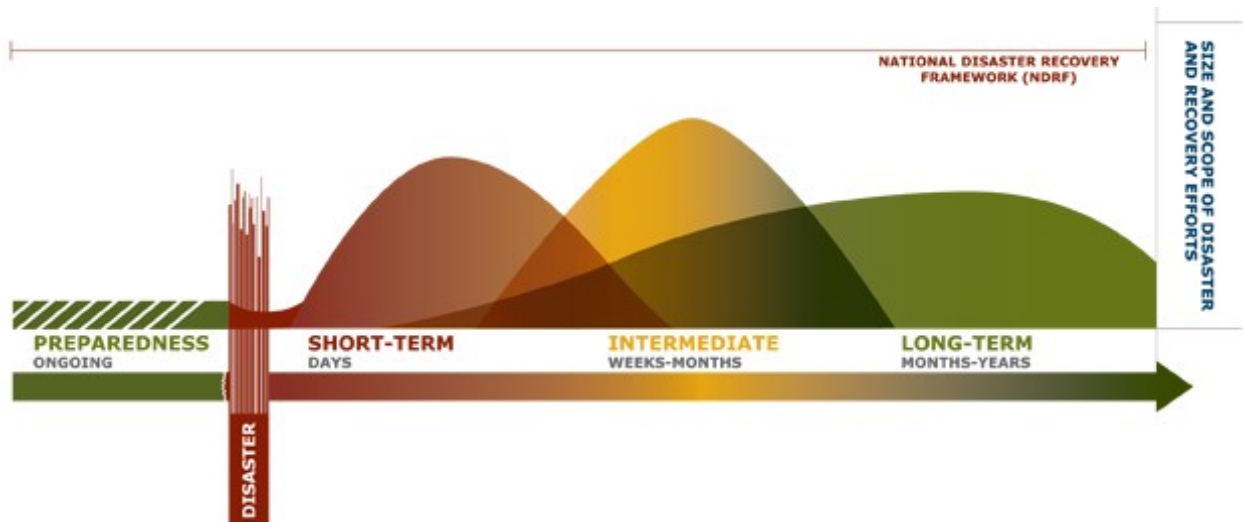 NATIONAL DISASTER RECOVERY
FRAMEWORK (NDRF)
SIZE AND SCOPE OF DISASTER
AND RECOVERY EFFORTS
PREPAREDNESS
ONGOING
SHORT-TERM
DAYS
INTERMEDIATE
WEEKS-MONTHS
LONG-TERM
MONTHS-YEARS
DISASTER